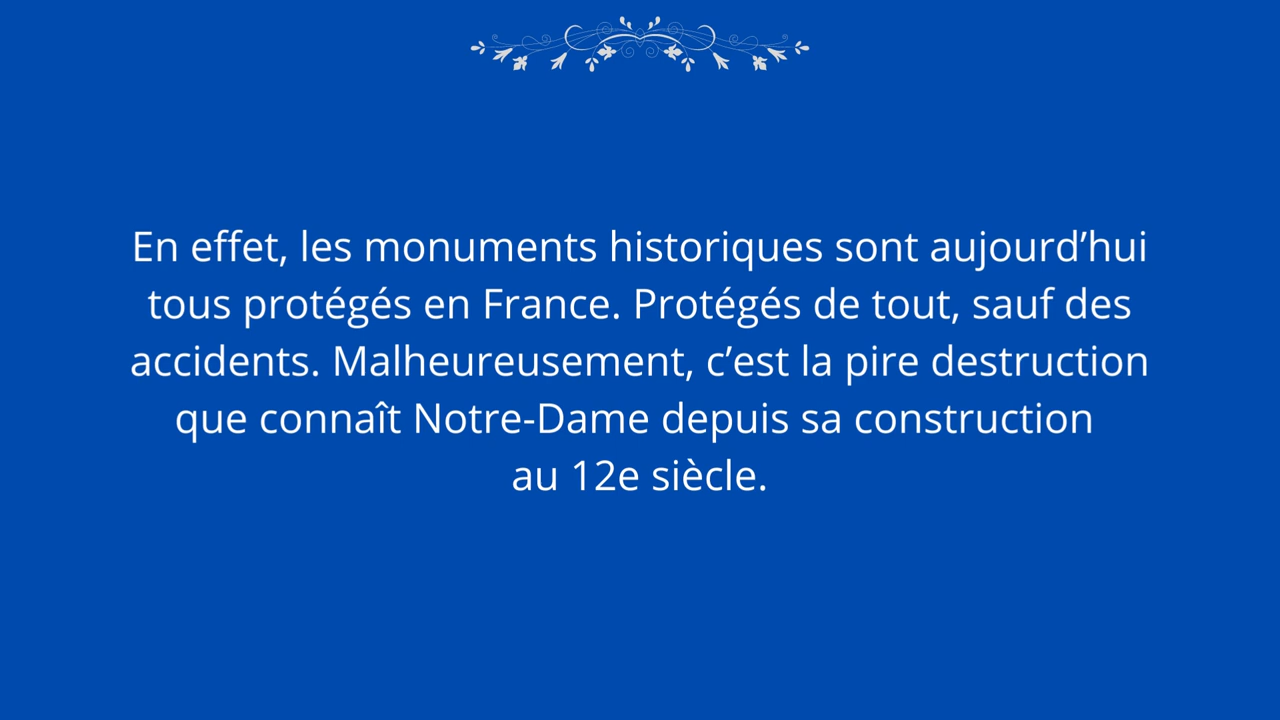 En effet, les monuments historiques sont aujourd’hui
tous protégés en France. Protégés de tout, sauf des
accidents. Malheureusement, c’est la pire destruction
que connaît Notre-Dame depuis sa construction
au 12e siècle.